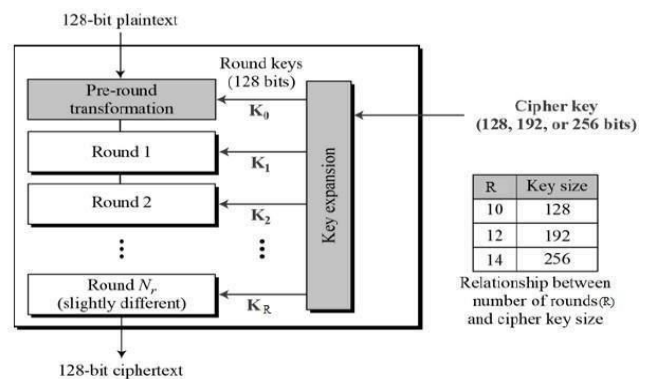 128-bit plaintext
Round keys
(128 bits)
Pre-round
transformation
K0
Cipher key
(128, 192, or 256 bits)
Round 1
K1
Round 2
K2
Key expansion
Round Nr
(slightly different)
KR
128-bit ciphertext
R Key size
10 128
12 192
14 256
Relationship between
number of rounds(R)
and cipher key size